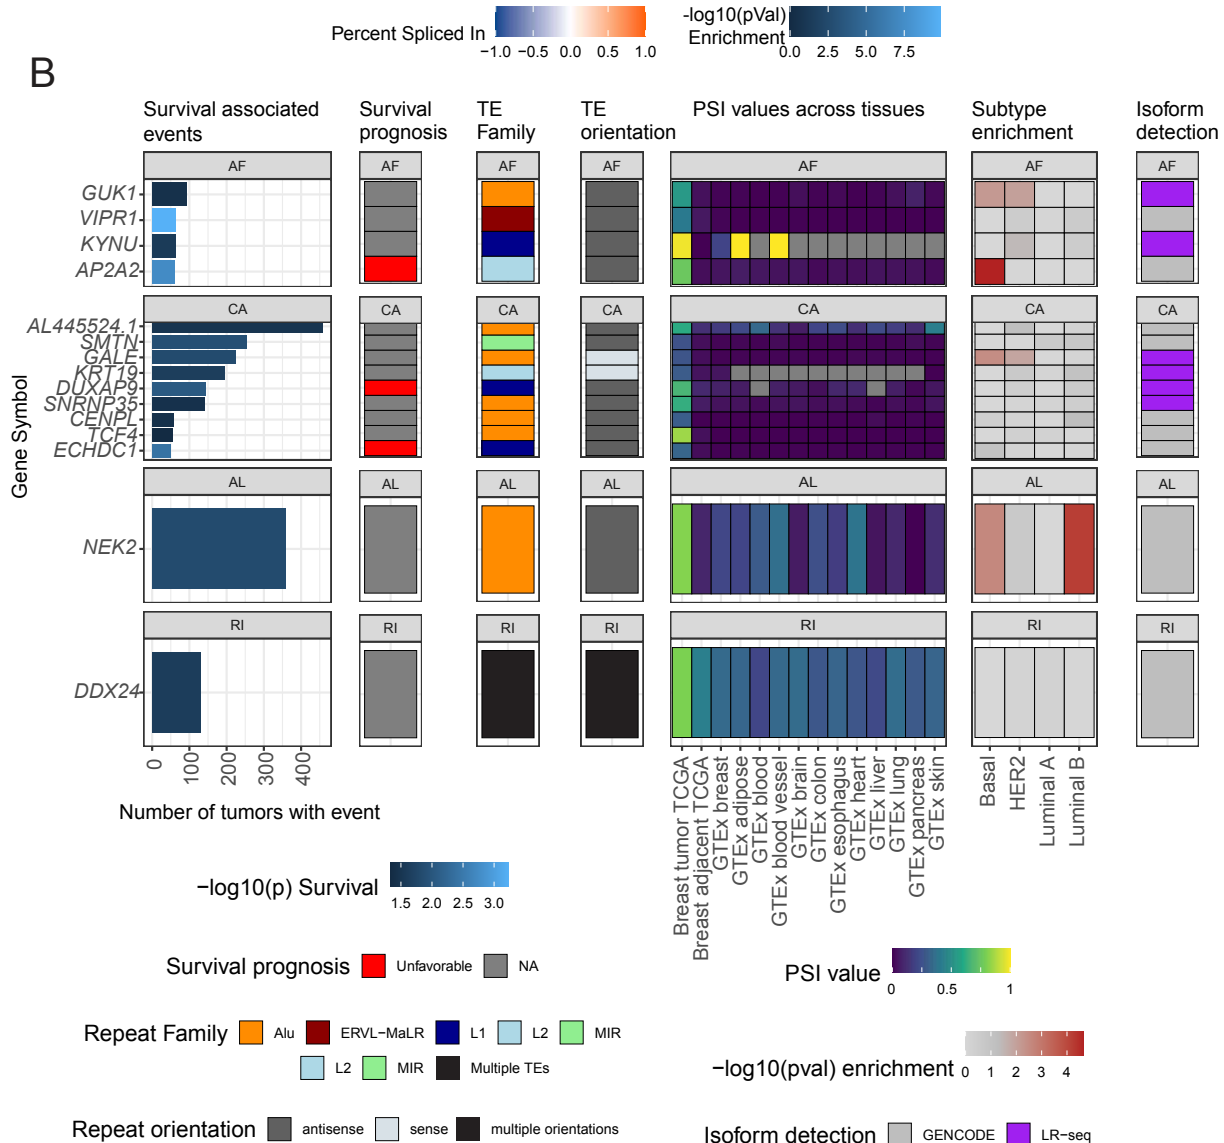 Percent Spliced In
−1.0 −0.5 0.0 0.5 1.0
-log10(pVal)
Enrichment
0.0 2.5 5.0 7.5
B
Survival associated
events
Survival
prognosis
TE
Family
TE
orientation
PSI values across tissues
Subtype
enrichment
Isoform
detection
AF AF AF AF AF AF AF
GUK1
VIPR1
KYNU
AP2A2
CA CA CA CA CA CA CA
AL445524.1
SMTN
GALE
KRT19
DUXAP9
SNRNP35
CENPL
TCF4
ECHDC1
Gene Symbol
AL AL AL AL AL AL AL
NEK2
RI RI RI RI RI RI RI
DDX24
0 100 200 300 400
Number of tumors with event
Breast tumor TCGA
Breast adjacent TCGA
GTEx breast
GTEx adipose
GTEx blood
GTEx blood vessel
GTEx brain
GTEx colon
GTEx esophagus
GTEx heart
GTEx liver
GTEx lung
GTEx pancreas
GTEx skin
Basal
HER2
Luminal A
Luminal B
−log10(p) Survival
1.5 2.0 2.5 3.0
Survival prognosis Unfavorable NA
PSI value
0 0.5 1
Repeat Family Alu ERVL−MaLR L1 L2 MIR
L2 MIR Multiple TEs
−log10(pval) enrichment 0 1 2 3 4
Repeat orientation antisense sense multiple orientations
Isoform detection GENCODE LR−seq